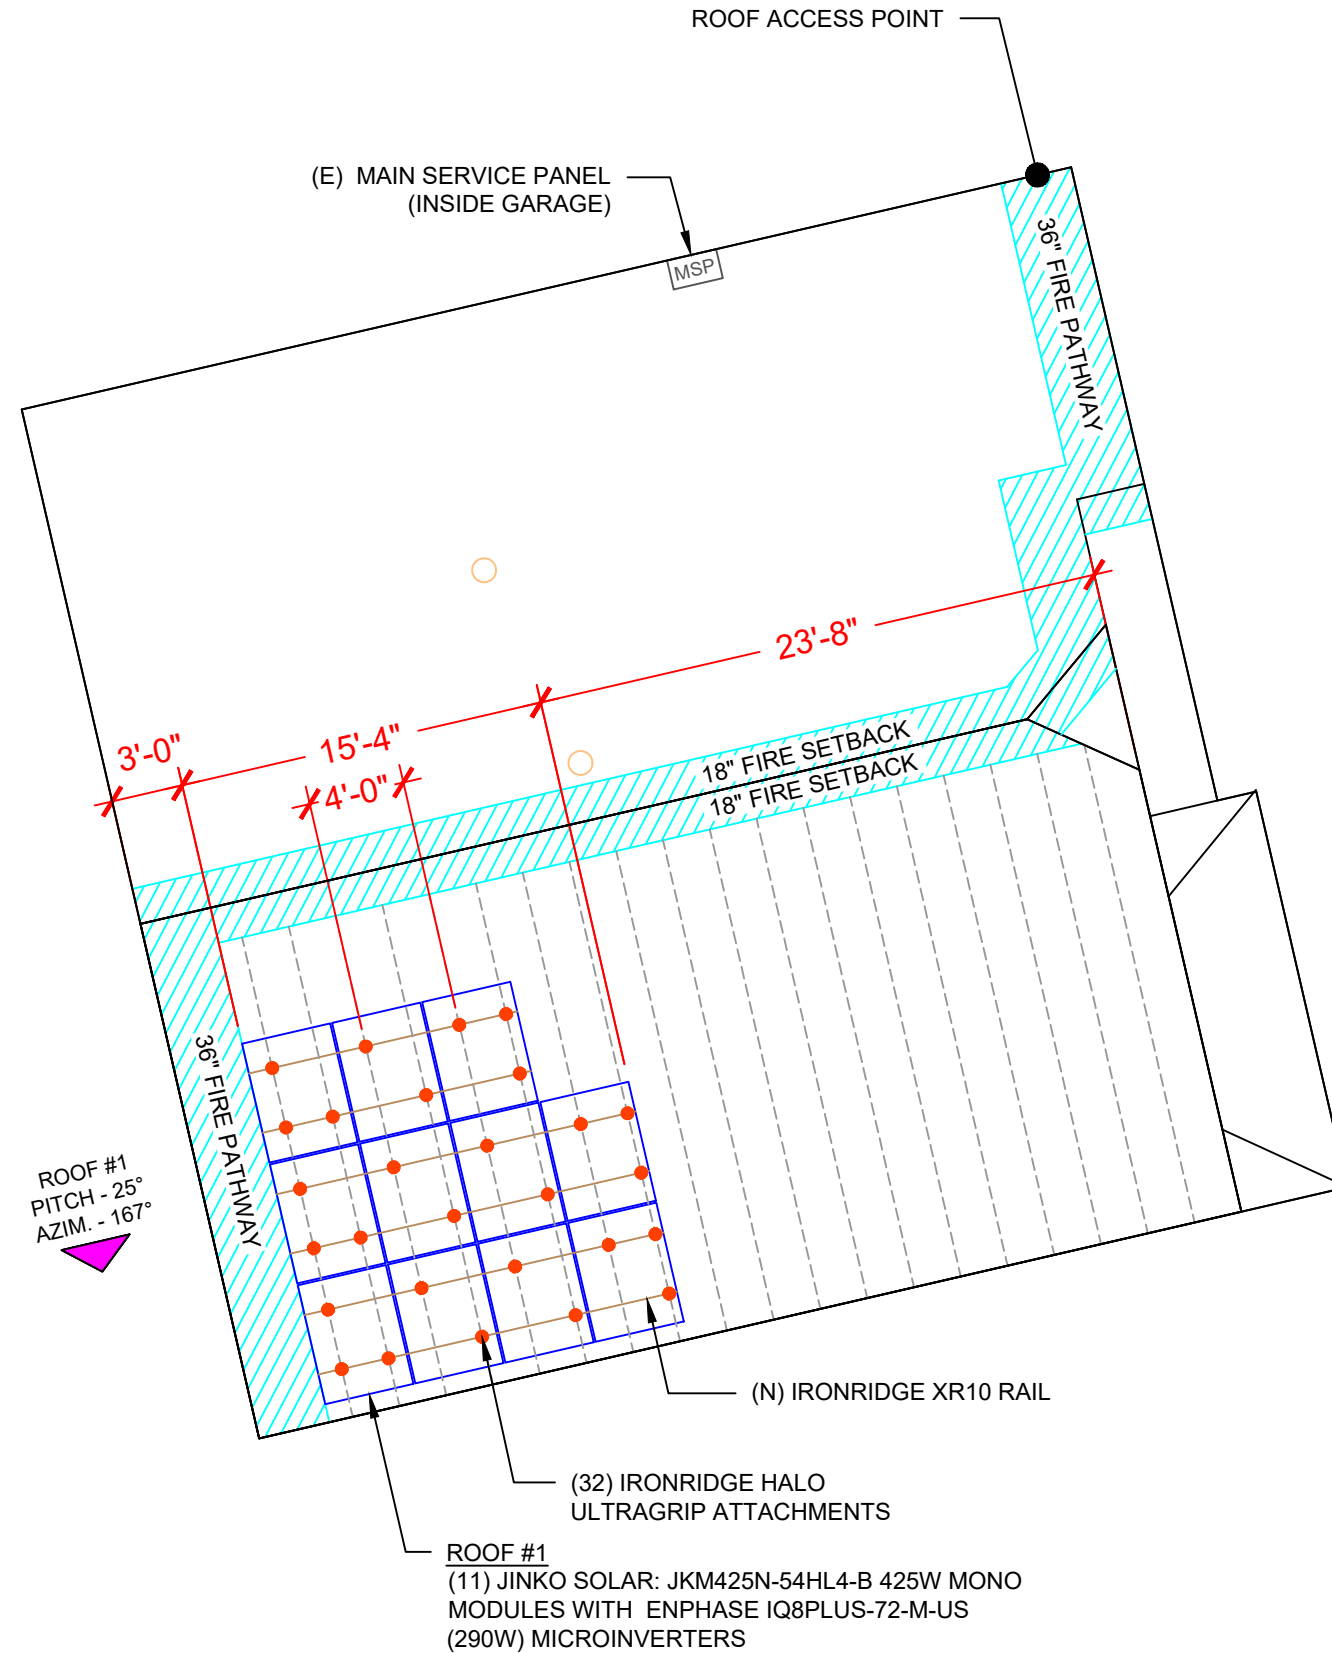 ROOF ACCESS POINT
(E) MAIN SERVICE PANEL
(INSIDE GARAGE)
MSP
36" FIRE PATHWAY
23'-8"
15'-4"
3'-0"
4'-0"
18" FIRE SETBACK
18" FIRE SETBACK
36" FIRE PATHWAY
ROOF #1
PITCH - 25°
AZIM. - 167°
(N) IRONRIDGE XR10 RAIL
(32) IRONRIDGE HALO
ULTRAGRIP ATTACHMENTS
ROOF #1
(11) JINKO SOLAR: JKM425N-54HL4-B 425W MONO
MODULES WITH ENPHASE IQ8PLUS-72-M-US
(290W) MICROINVERTERS